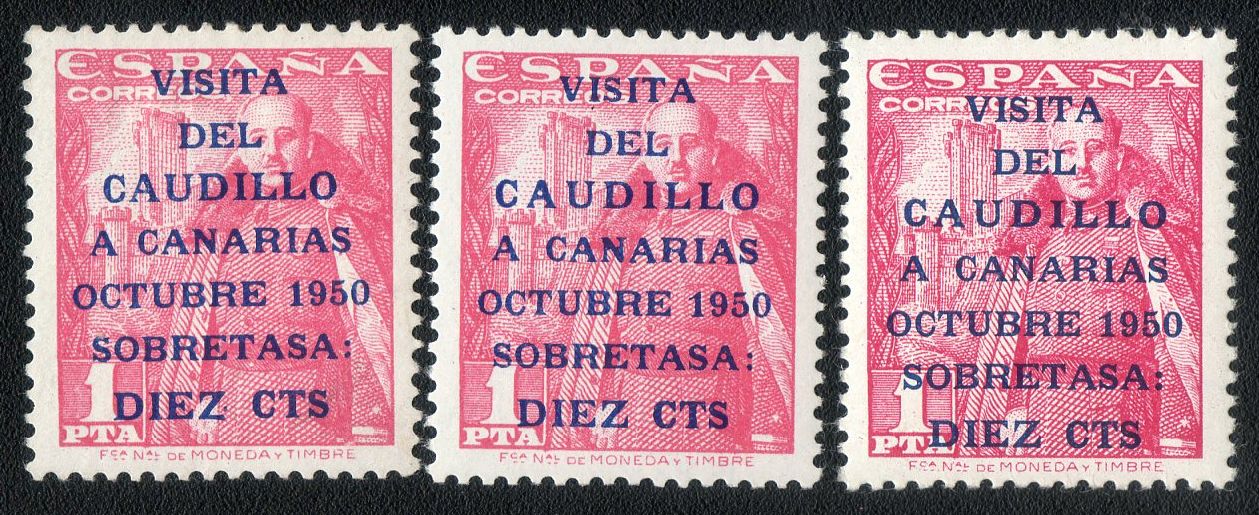 ESPAÑA
CORREOS
VISITA
DEL
CAUDILLO
A CANARIAS
OCTUBRE 1950
SOBRETASA:
DIEZ CTS
1
PTA
FCA NAL DE MONEDA Y TIMBRE
ESPAÑA
CORREOS
VISITA
DEL
CAUDILLO
A CANARIAS
OCTUBRE 1950
SOBRETASA:
DIEZ CTS
1
PTA
FCA NAL DE MONEDA Y TIMBRE
ESPAÑA
CORREOS
VISITA
DEL
CAUDILLO
A CANARIAS
OCTUBRE 1950
SOBRETASA:
DIEZ CTS
1
PTA
FCA NAL DE MONEDA Y TIMBRE